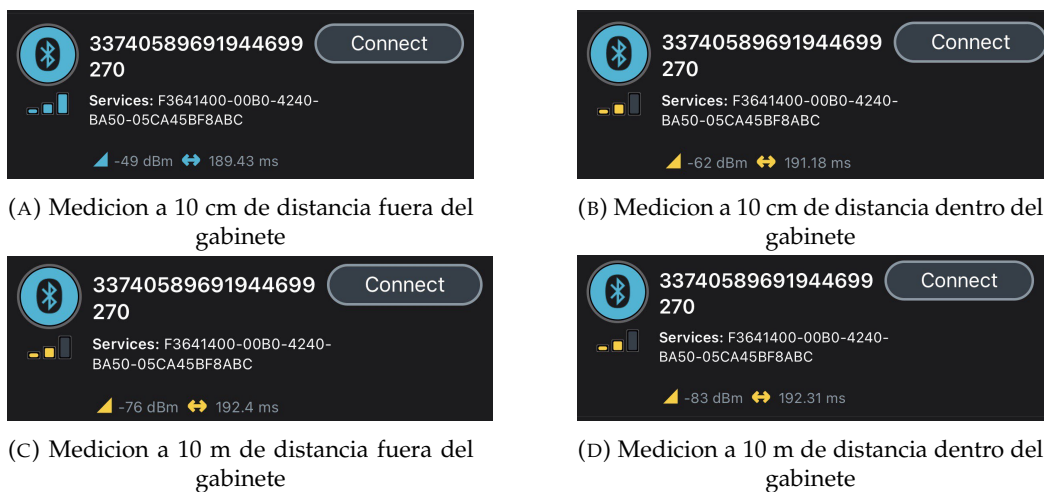 33740589691944699
270
Connect
Services: F3641400-00B0-4240-
BA50-05CA45BF8ABC
-49 dBm 189.43 ms
(A) Medicion a 10 cm de distancia fuera del
gabinete
33740589691944699
270
Connect
Services: F3641400-00B0-4240-
BA50-05CA45BF8ABC
-62 dBm 191.18 ms
(B) Medicion a 10 cm de distancia dentro del
gabinete
33740589691944699
270
Connect
Services: F3641400-00B0-4240-
BA50-05CA45BF8ABC
-76 dBm 192.4 ms
(C) Medicion a 10 m de distancia fuera del
gabinete
33740589691944699
270
Connect
Services: F3641400-00B0-4240-
BA50-05CA45BF8ABC
-83 dBm 192.31 ms
(D) Medicion a 10 m de distancia dentro del
gabinete